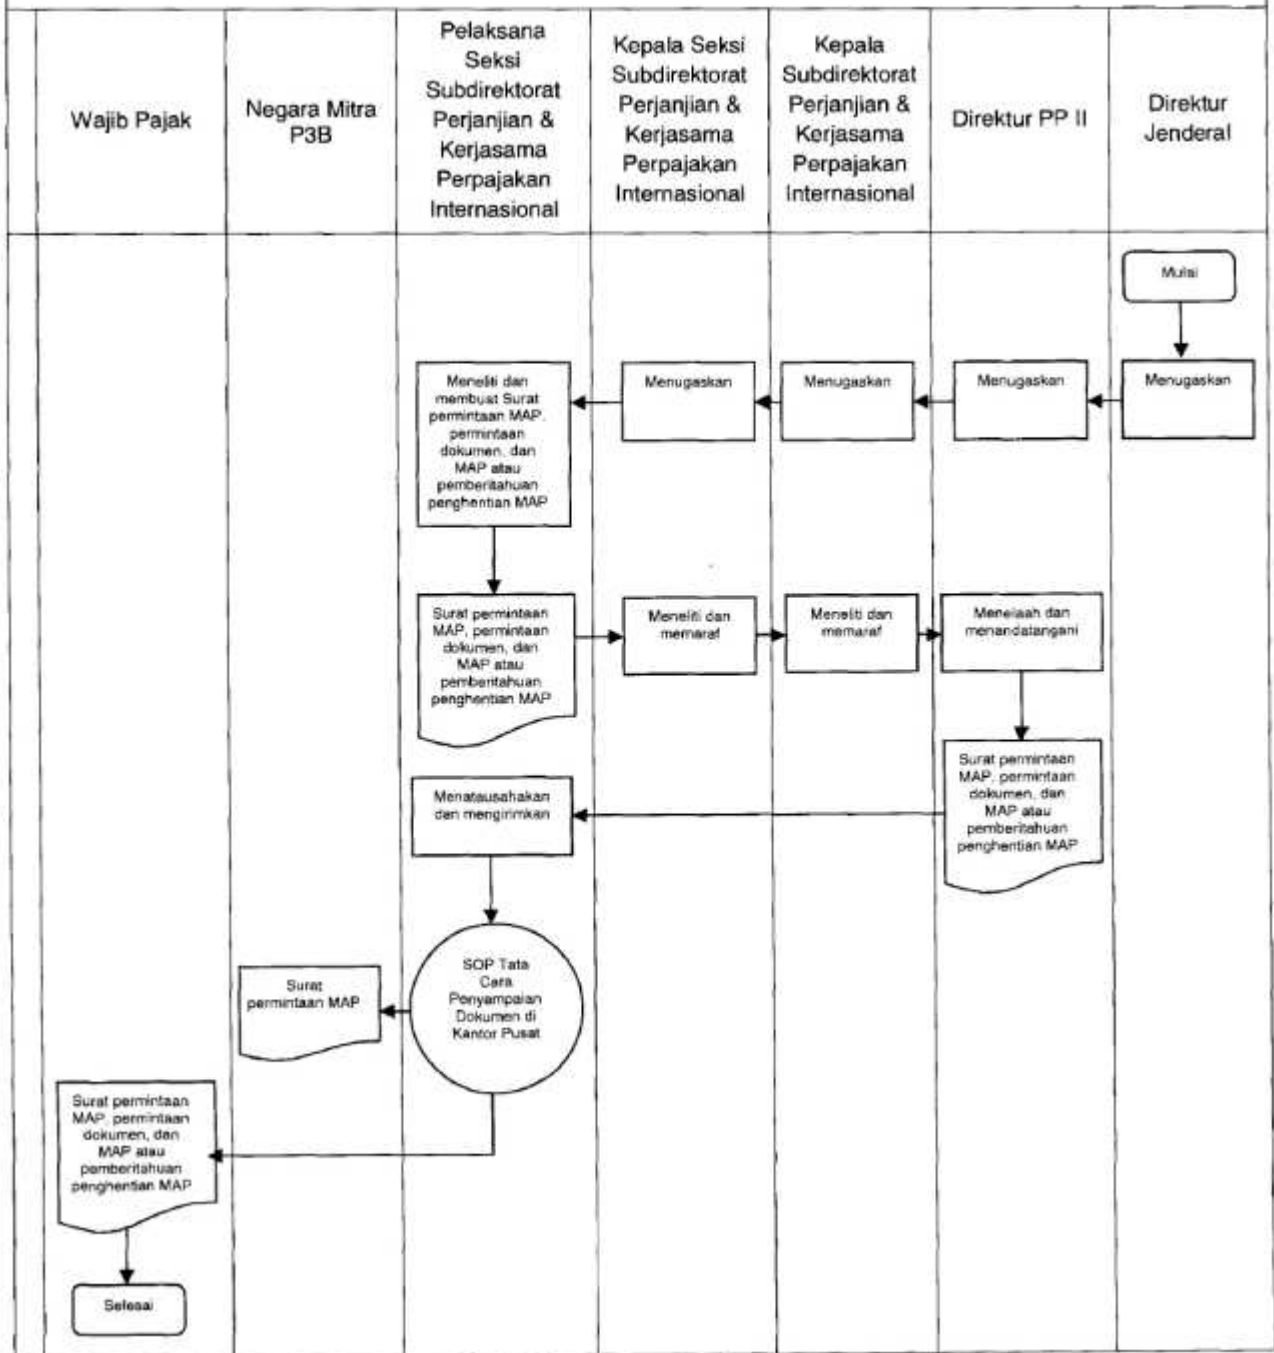 Wajib Pajak
Negara Mitra
P3B
Pelaksana
Seksi
Subdirektorat
Perjanjian &
Kerjasama
Perpajakan
Internasional
Kepala Seksi
Subdirektorat
Perjanjian &
Kerjasama
Perpajakan
Internasional
Kepala
Subdirektorat
Perjanjian &
Kerjasama
Perpajakan
Internasional
Direktur PP II
Direktur
Jenderal
Mulai
Meneliti dan
membuat Surat
permintaan MAP,
permintaan
dokumen, dan
MAP atau
pemberitahuan
penghentian MAP
Menugaskan
Menugaskan
Menugaskan
Menugaskan
Surat permintaan
MAP, permintaan
dokumen, dan
MAP atau
pemberitahuan
penghentian MAP
Meneliti dan
memaraf
Meneliti dan
memaraf
Menelaah dan
menandatangani
Surat permintaan
MAP, permintaan
dokumen, dan
MAP atau
pemberitahuan
penghentian MAP
Menatausahakan
dan mengirimkan
SOP Tata
Cara
Penyampaian
Dokumen di
Kantor Pusat
Surat
permintaan MAP
Surat permintaan
MAP, permintaan
dokumen, dan
MAP atau
pemberitahuan
penghentian MAP
Selesai